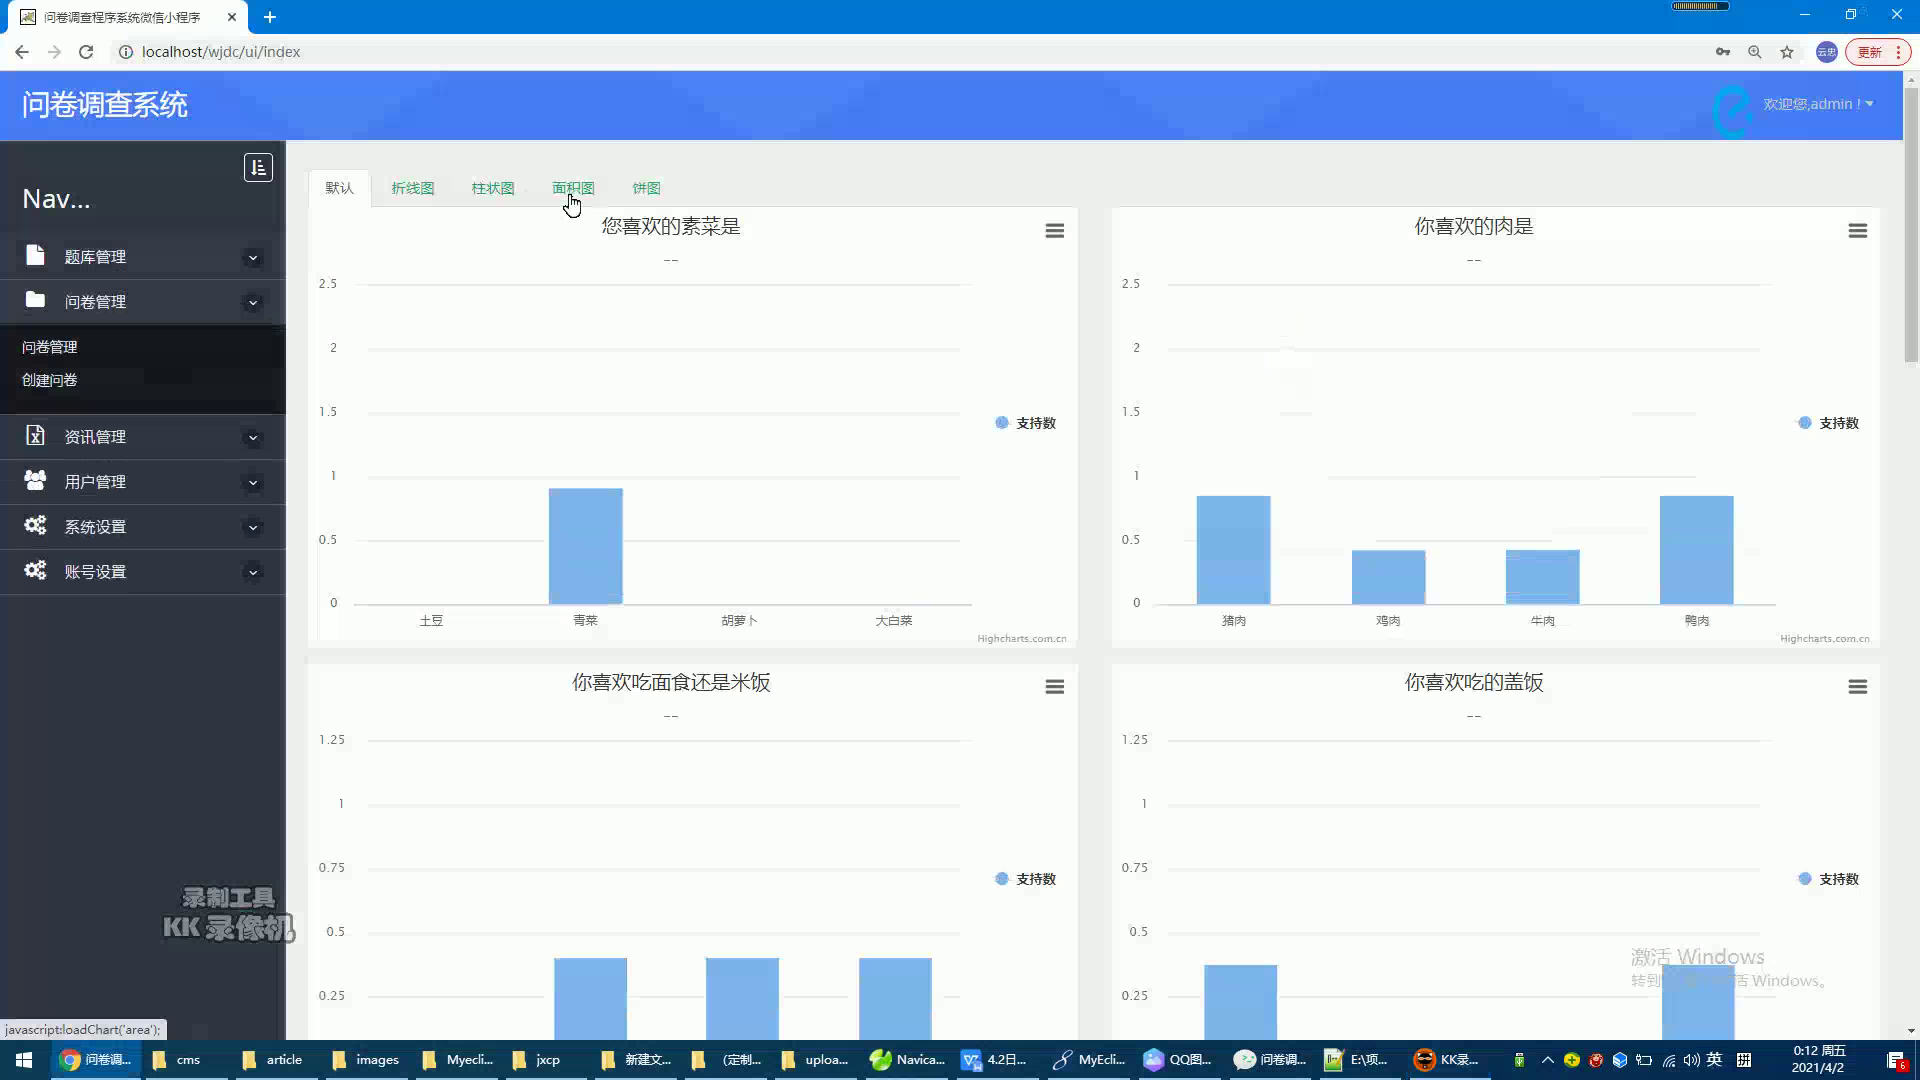 问卷调查程序系统微信小程序
localhost/wjdc/ui/index
更新
问卷调查系统
欢迎您,admin !
Nav...
题库管理
问卷管理
问卷管理
创建问卷
资讯管理
用户管理
系统设置
账号设置
默认 折线图 柱状图 面积图 饼图
您喜欢的素菜是
--
2.5
2
1.5
1
0.5
0
土豆 青菜 胡萝卜 大白菜
支持数
Highcharts.com.cn
你喜欢的肉是
--
2.5
2
1.5
1
0.5
0
猪肉 鸡肉 牛肉 鸭肉
支持数
Highcharts.com.cn
你喜欢吃面食还是米饭
--
1.25
1
0.75
0.5
0.25
支持数
你喜欢吃的盖饭
--
1.25
1
0.75
0.5
0.25
支持数
录制工具
KK 录像机
激活 Windows
转到 活 Windows。
javascript:loadChart('area');
问卷调... cms article images Myecli... jxcp 新建文... (定制... uploa... Navica... 4.2日... MyEcli... QQ图... 问卷调... E:\项... KK录...
英
拼
0:12 周五
2021/4/2
6